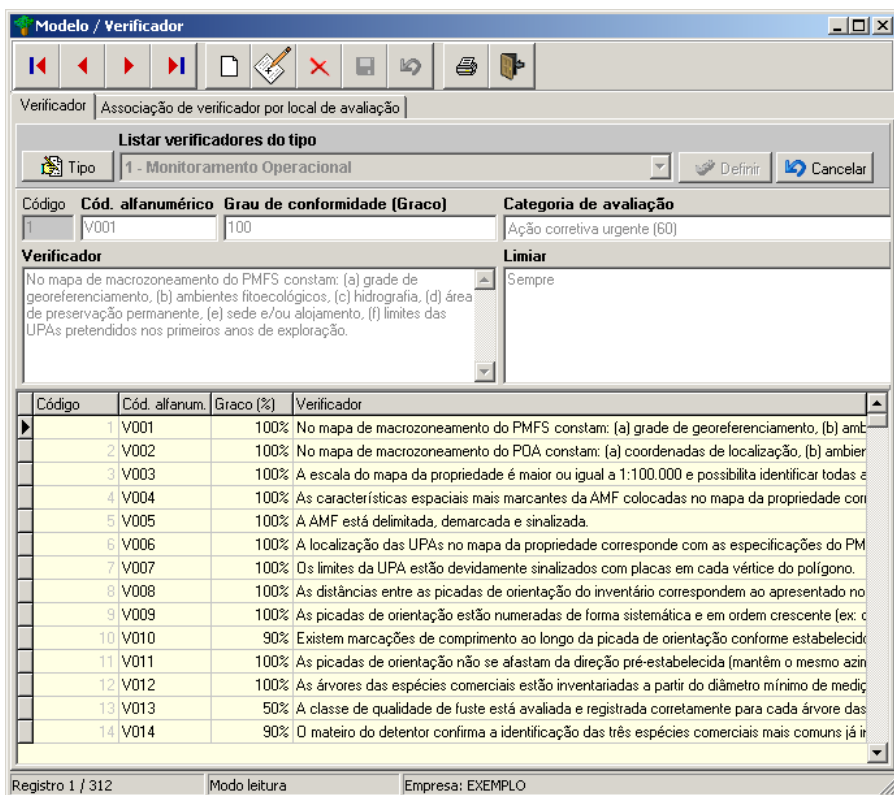 Modelo / Verificador
Verificador Associação de verificador por local de avaliação
Listar verificadores do tipo
Tipo 1 - Monitoramento Operacional Definir Cancelar
Código Cód. alfanumérico Grau de conformidade (Graco) Categoria de avaliação
1 V001 100 Ação corretiva urgente (60)
Verificador Limiar
No mapa de macrozoneamento do PMFS constam: (a) grade de Sempre
georeferenciamento, (b) ambientes fitoecológicos, (c) hidrografia, (d) área
de preservação permanente, (e) sede e/ou alojamento, (f) limites das
UPAs pretendidos nos primeiros anos de exploração.
Código Cód. alfanum. Graco (%) Verificador
1 V001 100% No mapa de macrozoneamento do PMFS constam: (a) grade de georeferenciamento, (b) amb
2 V002 100% No mapa de macrozoneamento do POA constam: (a) coordenadas de localização, (b) ambier
3 V003 100% A escala do mapa da propriedade é maior ou igual a 1:100.000 e possibilita identificar todas a
4 V004 100% As características espaciais mais marcantes da AMF colocadas no mapa da propriedade corr
5 V005 100% A AMF está delimitada, demarcada e sinalizada.
6 V006 100% A localização das UPAs no mapa da propriedade corresponde com as especificações do PM
7 V007 100% Os limites da UPA estão devidamente sinalizados com placas em cada vértice do polígono.
8 V008 100% As distâncias entre as picadas de orientação do inventário correspondem ao apresentado no
9 V009 100% As picadas de orientação estão numeradas de forma sistemática e em ordem crescente (ex: c
10 V010 90% Existem marcações de comprimento ao longo da picada de orientação conforme estabelecido
11 V011 100% As picadas de orientação não se afastam da direção pré-estabelecida (mantêm o mesmo azin
12 V012 100% As árvores das espécies comerciais estão inventariadas a partir do diâmetro mínimo de mediç
13 V013 50% A classe de qualidade de fuste está avaliada e registrada corretamente para cada árvore das
14 V014 90% O mateiro do detentor confirma a identificação das três espécies comerciais mais comuns já ir
Registro 1 / 312 Modo leitura Empresa: EXEMPLO